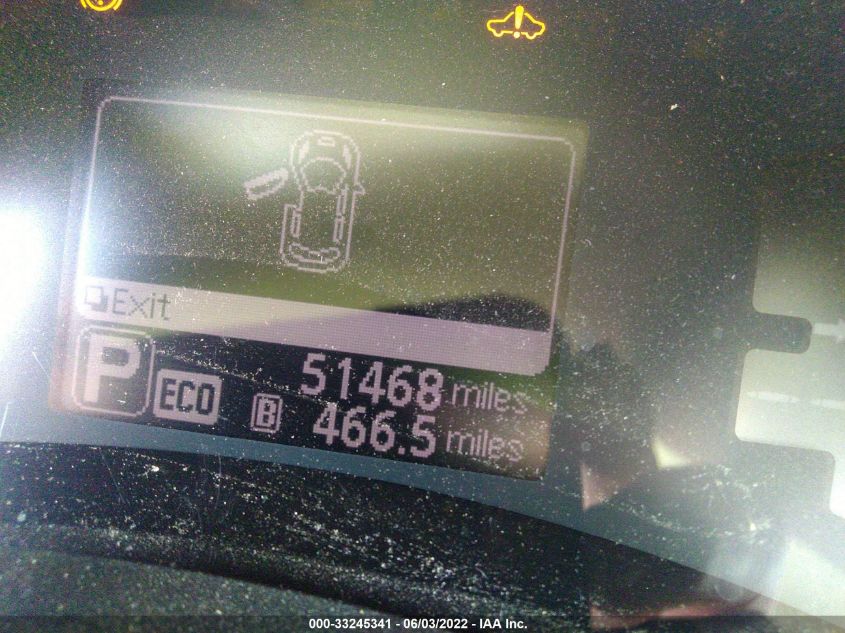 Exit
P ECO 51468 miles
B 466.5 miles
000-33245341 - 06/03/2022 - IAA Inc.